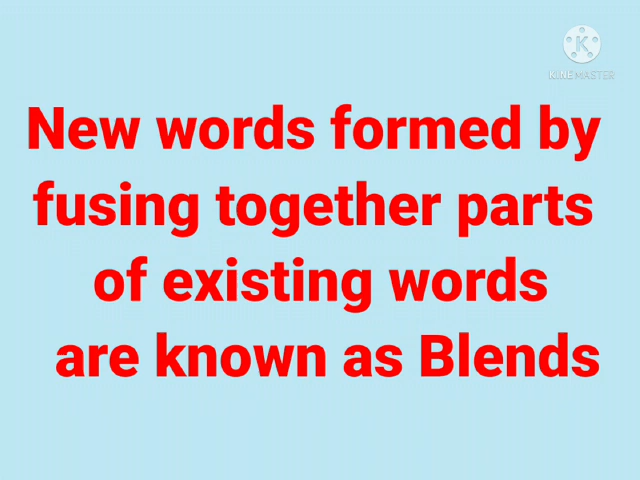 KINEMASTER
New words formed by
fusing together parts
of existing words
are known as Blends